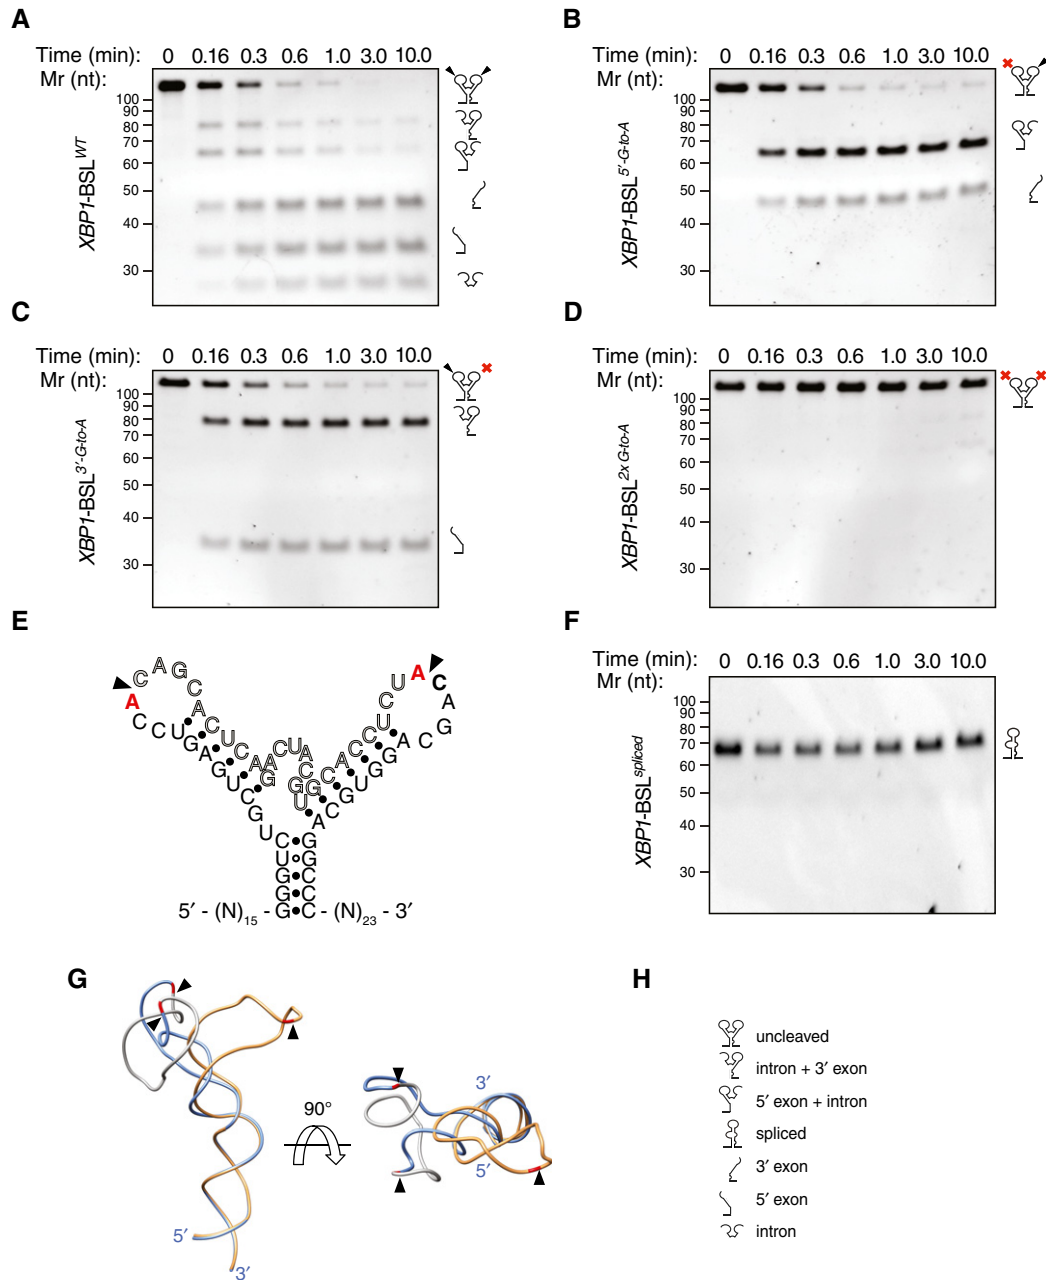 A
Time (min): 0 0.16 0.3 0.6 1.0 3.0 10.0
Mr (nt):
100
90
80
70
60
50
40
30
XBP1-BSL WT
B
Time (min): 0 0.16 0.3 0.6 1.0 3.0 10.0
Mr (nt):
100
90
80
70
60
50
40
30
XBP1-BSL 5′-G-to-A
C
Time (min): 0 0.16 0.3 0.6 1.0 3.0 10.0
Mr (nt):
100
90
80
70
60
50
40
30
XBP1-BSL 3′-G-to-A
D
Time (min): 0 0.16 0.3 0.6 1.0 3.0 10.0
Mr (nt):
100
90
80
70
60
50
40
30
XBP1-BSL 2x G-to-A
E
5′ - (N)15 - G G G U C U G C U G A G U C C A C A G C A C U C A A G A C U A C G U G C A C C U C U A C A G C A G G U G C A G G C C C - (N)23 - 3′
F
Time (min): 0 0.16 0.3 0.6 1.0 3.0 10.0
Mr (nt):
100
90
80
70
60
50
40
30
XBP1-BSL spliced
G
5′
3′
90°
3′
5′
H
uncleaved
intron + 3′ exon
5′ exon + intron
spliced
3′ exon
5′ exon
intron